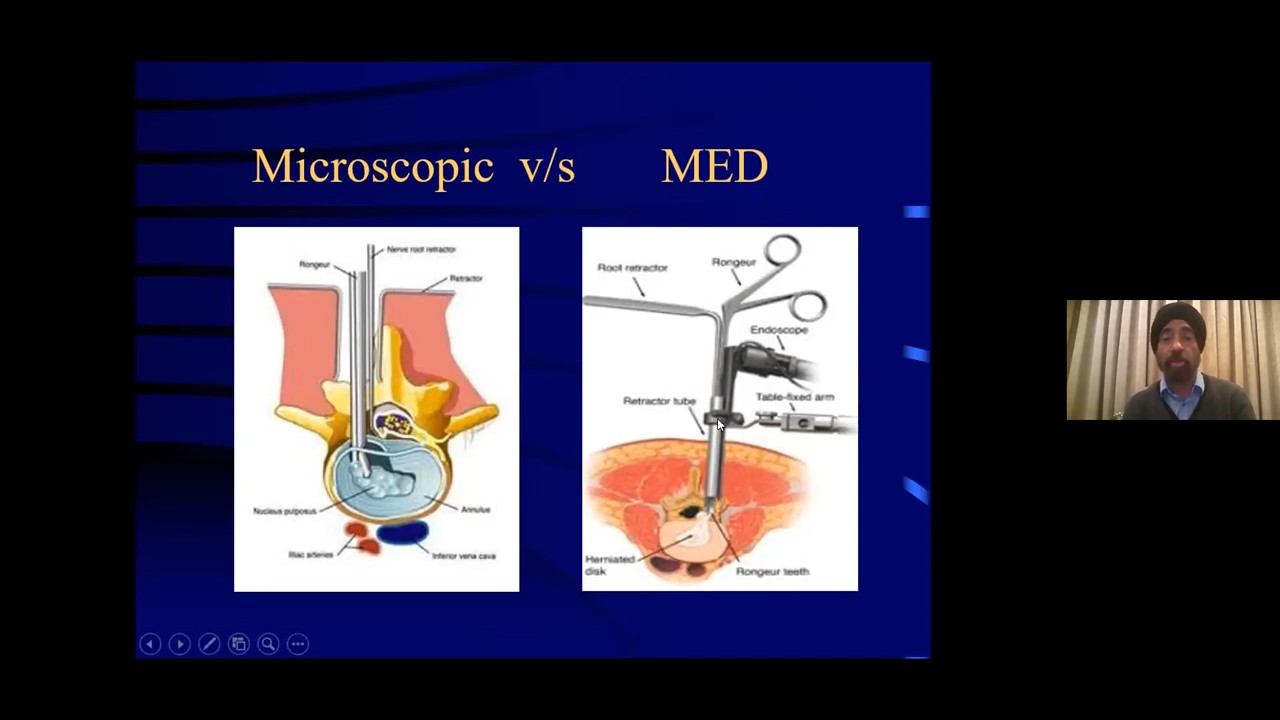 Microscopic v/s MED
Nerve root retractor
Rongeur
Retractor
Nucleus pulposus
Annulus
Iliac arteries
Inferior vena cava
Root retractor
Rongeur
Endoscope
Retractor tube
Table-fixed arm
Herniated
disk
Rongeur teeth